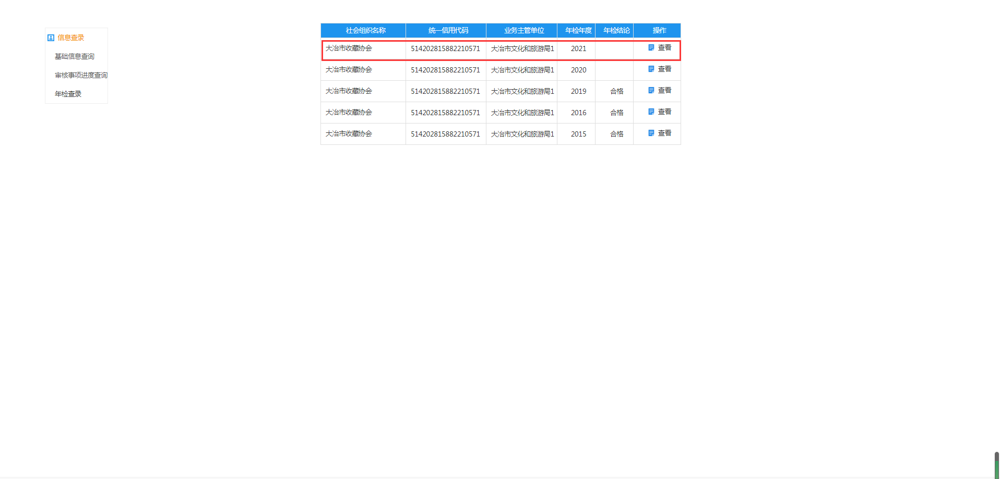 信息查录
基础信息查询
审核事项进度查询
年检查录
社会组织名称 统一信用代码 业务主管单位 年检年度 年检结论 操作
大冶市收藏协会 514202815882210571 大冶市文化和旅游局1 2021 查看
大冶市收藏协会 514202815882210571 大冶市文化和旅游局1 2020 查看
大冶市收藏协会 514202815882210571 大冶市文化和旅游局1 2019 合格 查看
大冶市收藏协会 514202815882210571 大冶市文化和旅游局1 2016 合格 查看
大冶市收藏协会 514202815882210571 大冶市文化和旅游局1 2015 合格 查看